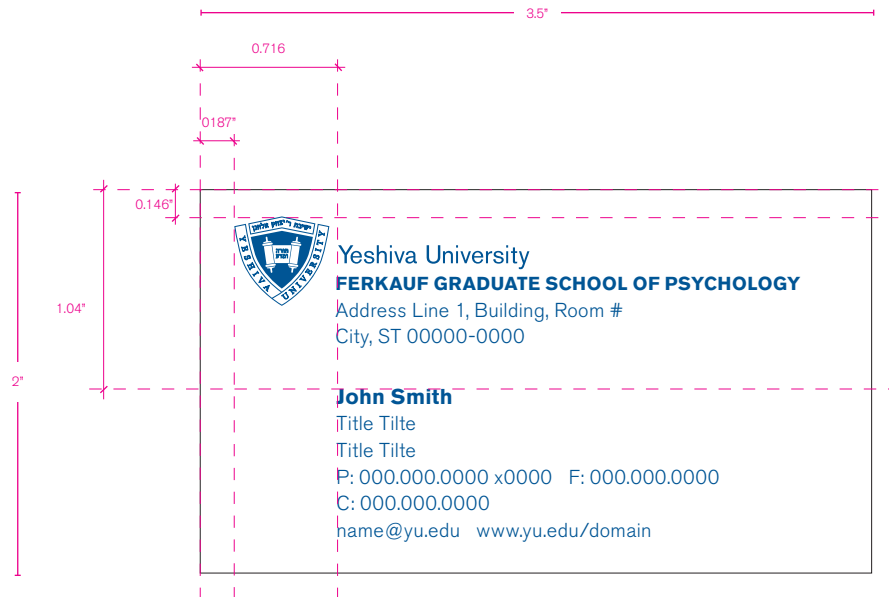 3.5"
0.716
0187"
0.146"
1.04"
2"
YESHIVA UNIVERSITY
Yeshiva University
FERKAUF GRADUATE SCHOOL OF PSYCHOLOGY
Address Line 1, Building, Room #
City, ST 00000-0000
John Smith
Title Tilte
Title Tilte
P: 000.000.0000 x0000 F: 000.000.0000
C: 000.000.0000
name@yu.edu www.yu.edu/domain